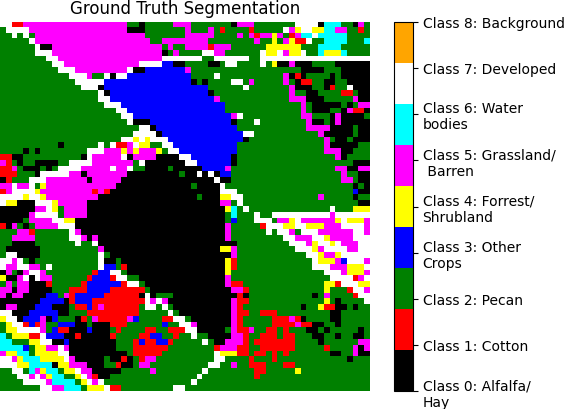 Ground Truth Segmentation
Class 8: Background
Class 7: Developed
Class 6: Water
bodies
Class 5: Grassland/
Barren
Class 4: Forrest/
Shrubland
Class 3: Other
Crops
Class 2: Pecan
Class 1: Cotton
Class 0: Alfalfa/
Hay